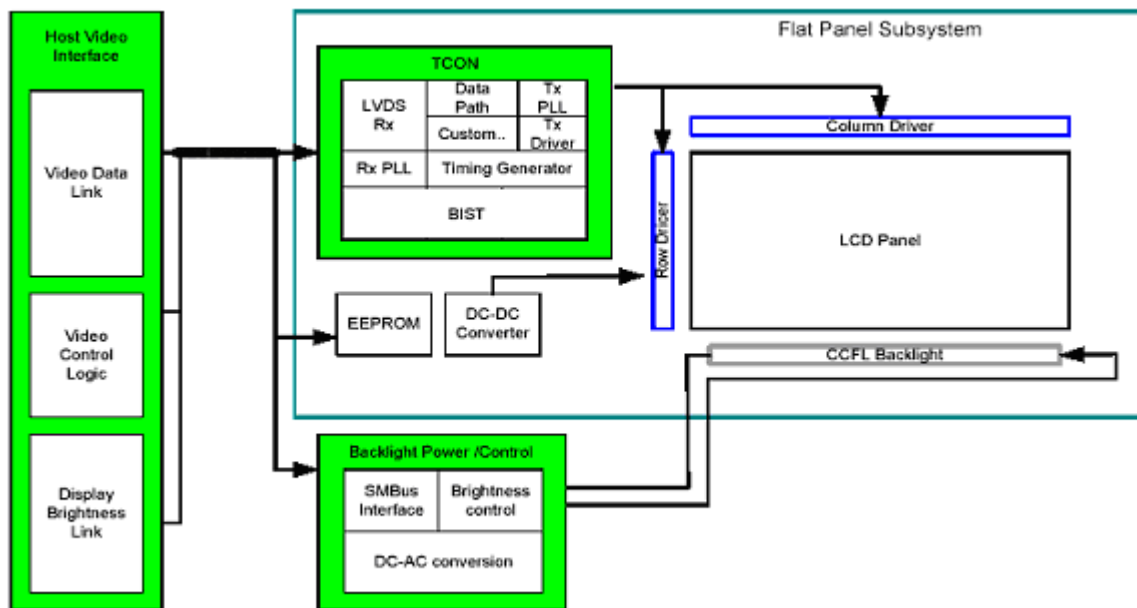 Host Video
Interface
Video Data
Link
Video
Control
Logic
Display
Brightness
Link
Flat Panel Subsystem
TCON
LVDS
Rx
Data
Path
Tx
PLL
Custom..
Tx
Driver
Rx PLL
Timing Generator
BIST
EEPROM
DC-DC
Converter
Row Dricer
Column Driver
LCD Panel
CCFL Backlight
Backlight Power /Control
SMBus
Interface
Brightness
control
DC-AC conversion